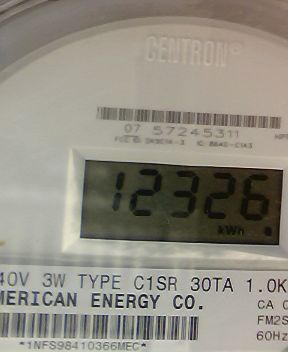 CENTRON®
07 57245311
12326
kWh
40V 3W TYPE C1SR 30TA 1.0K
MERICAN ENERGY CO. CA
FM2S
60Hz
*1NFS98410366MEC*